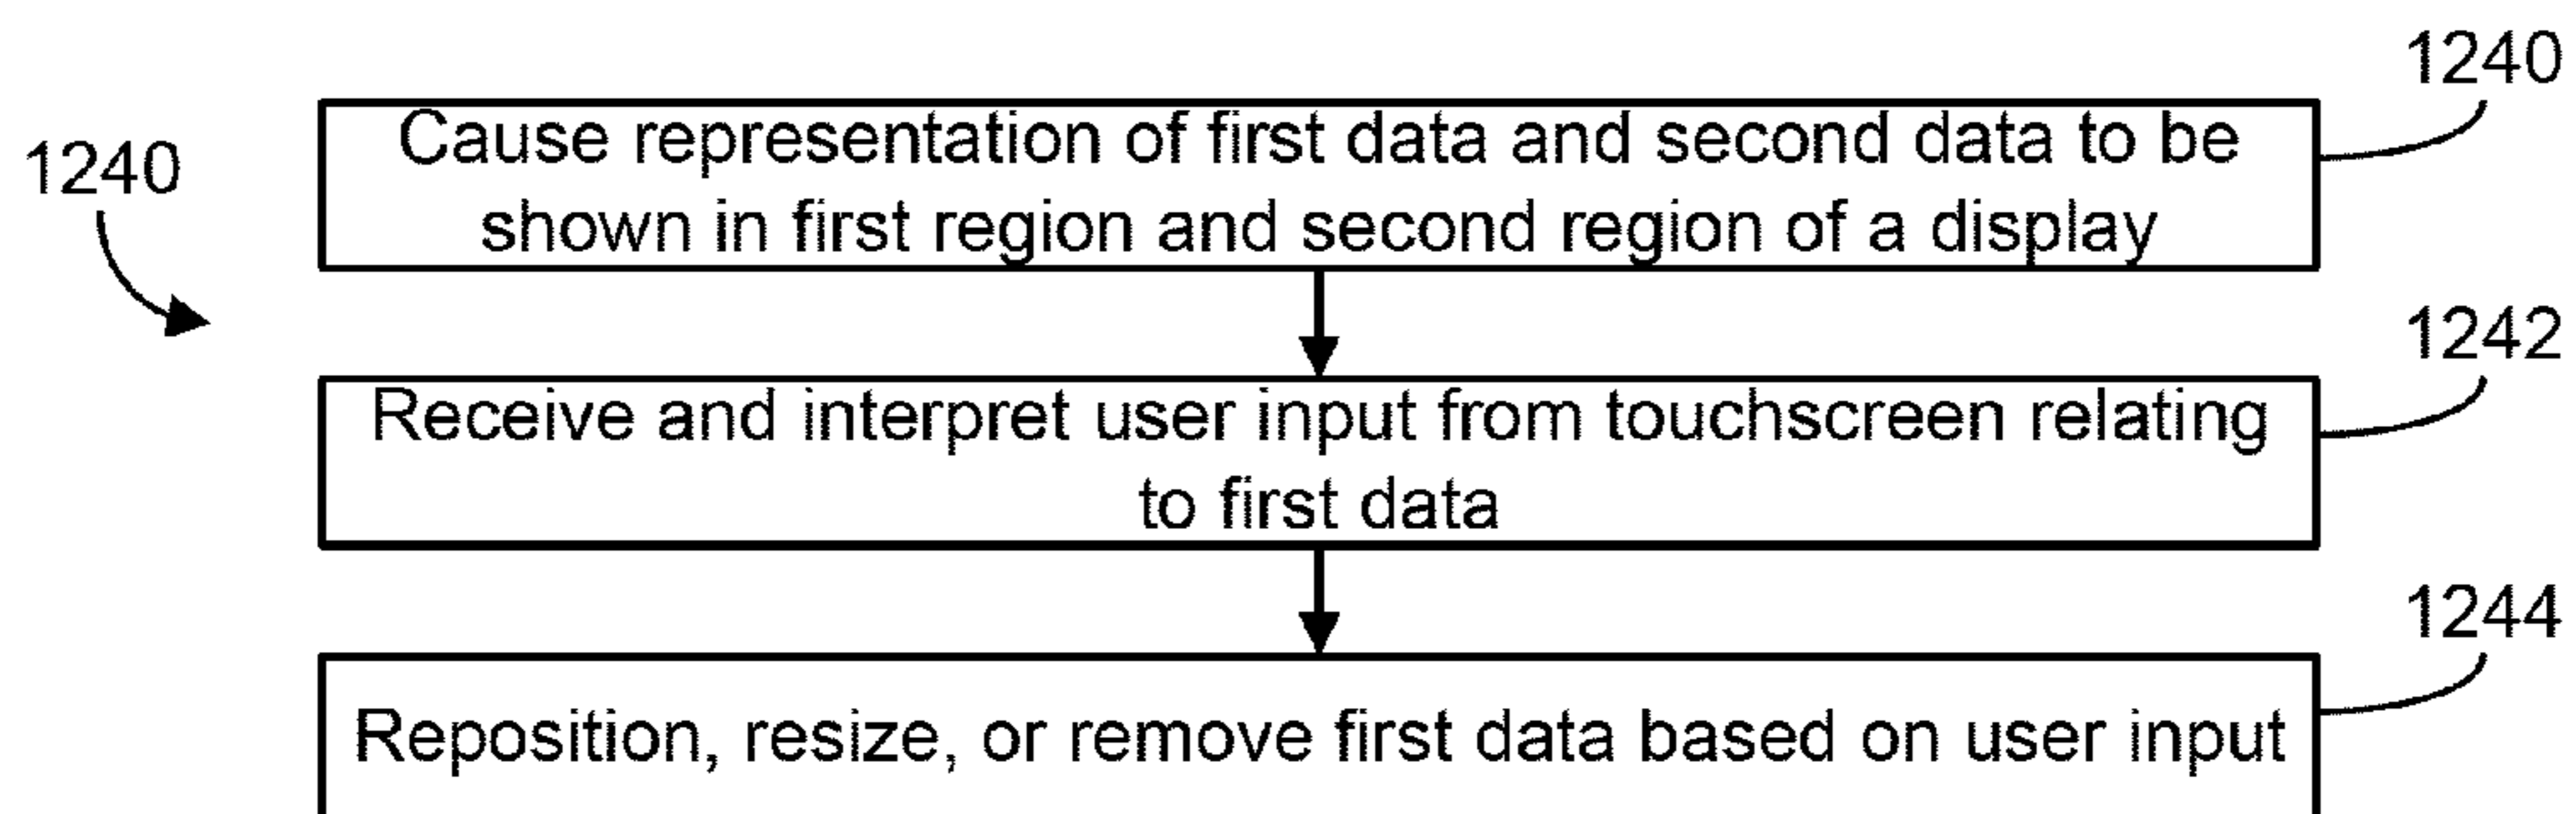 1240
1240
Cause representation of first data and second data to be
shown in first region and second region of a display
1242
Receive and interpret user input from touchscreen relating
to first data
1244
Reposition, resize, or remove first data based on user input